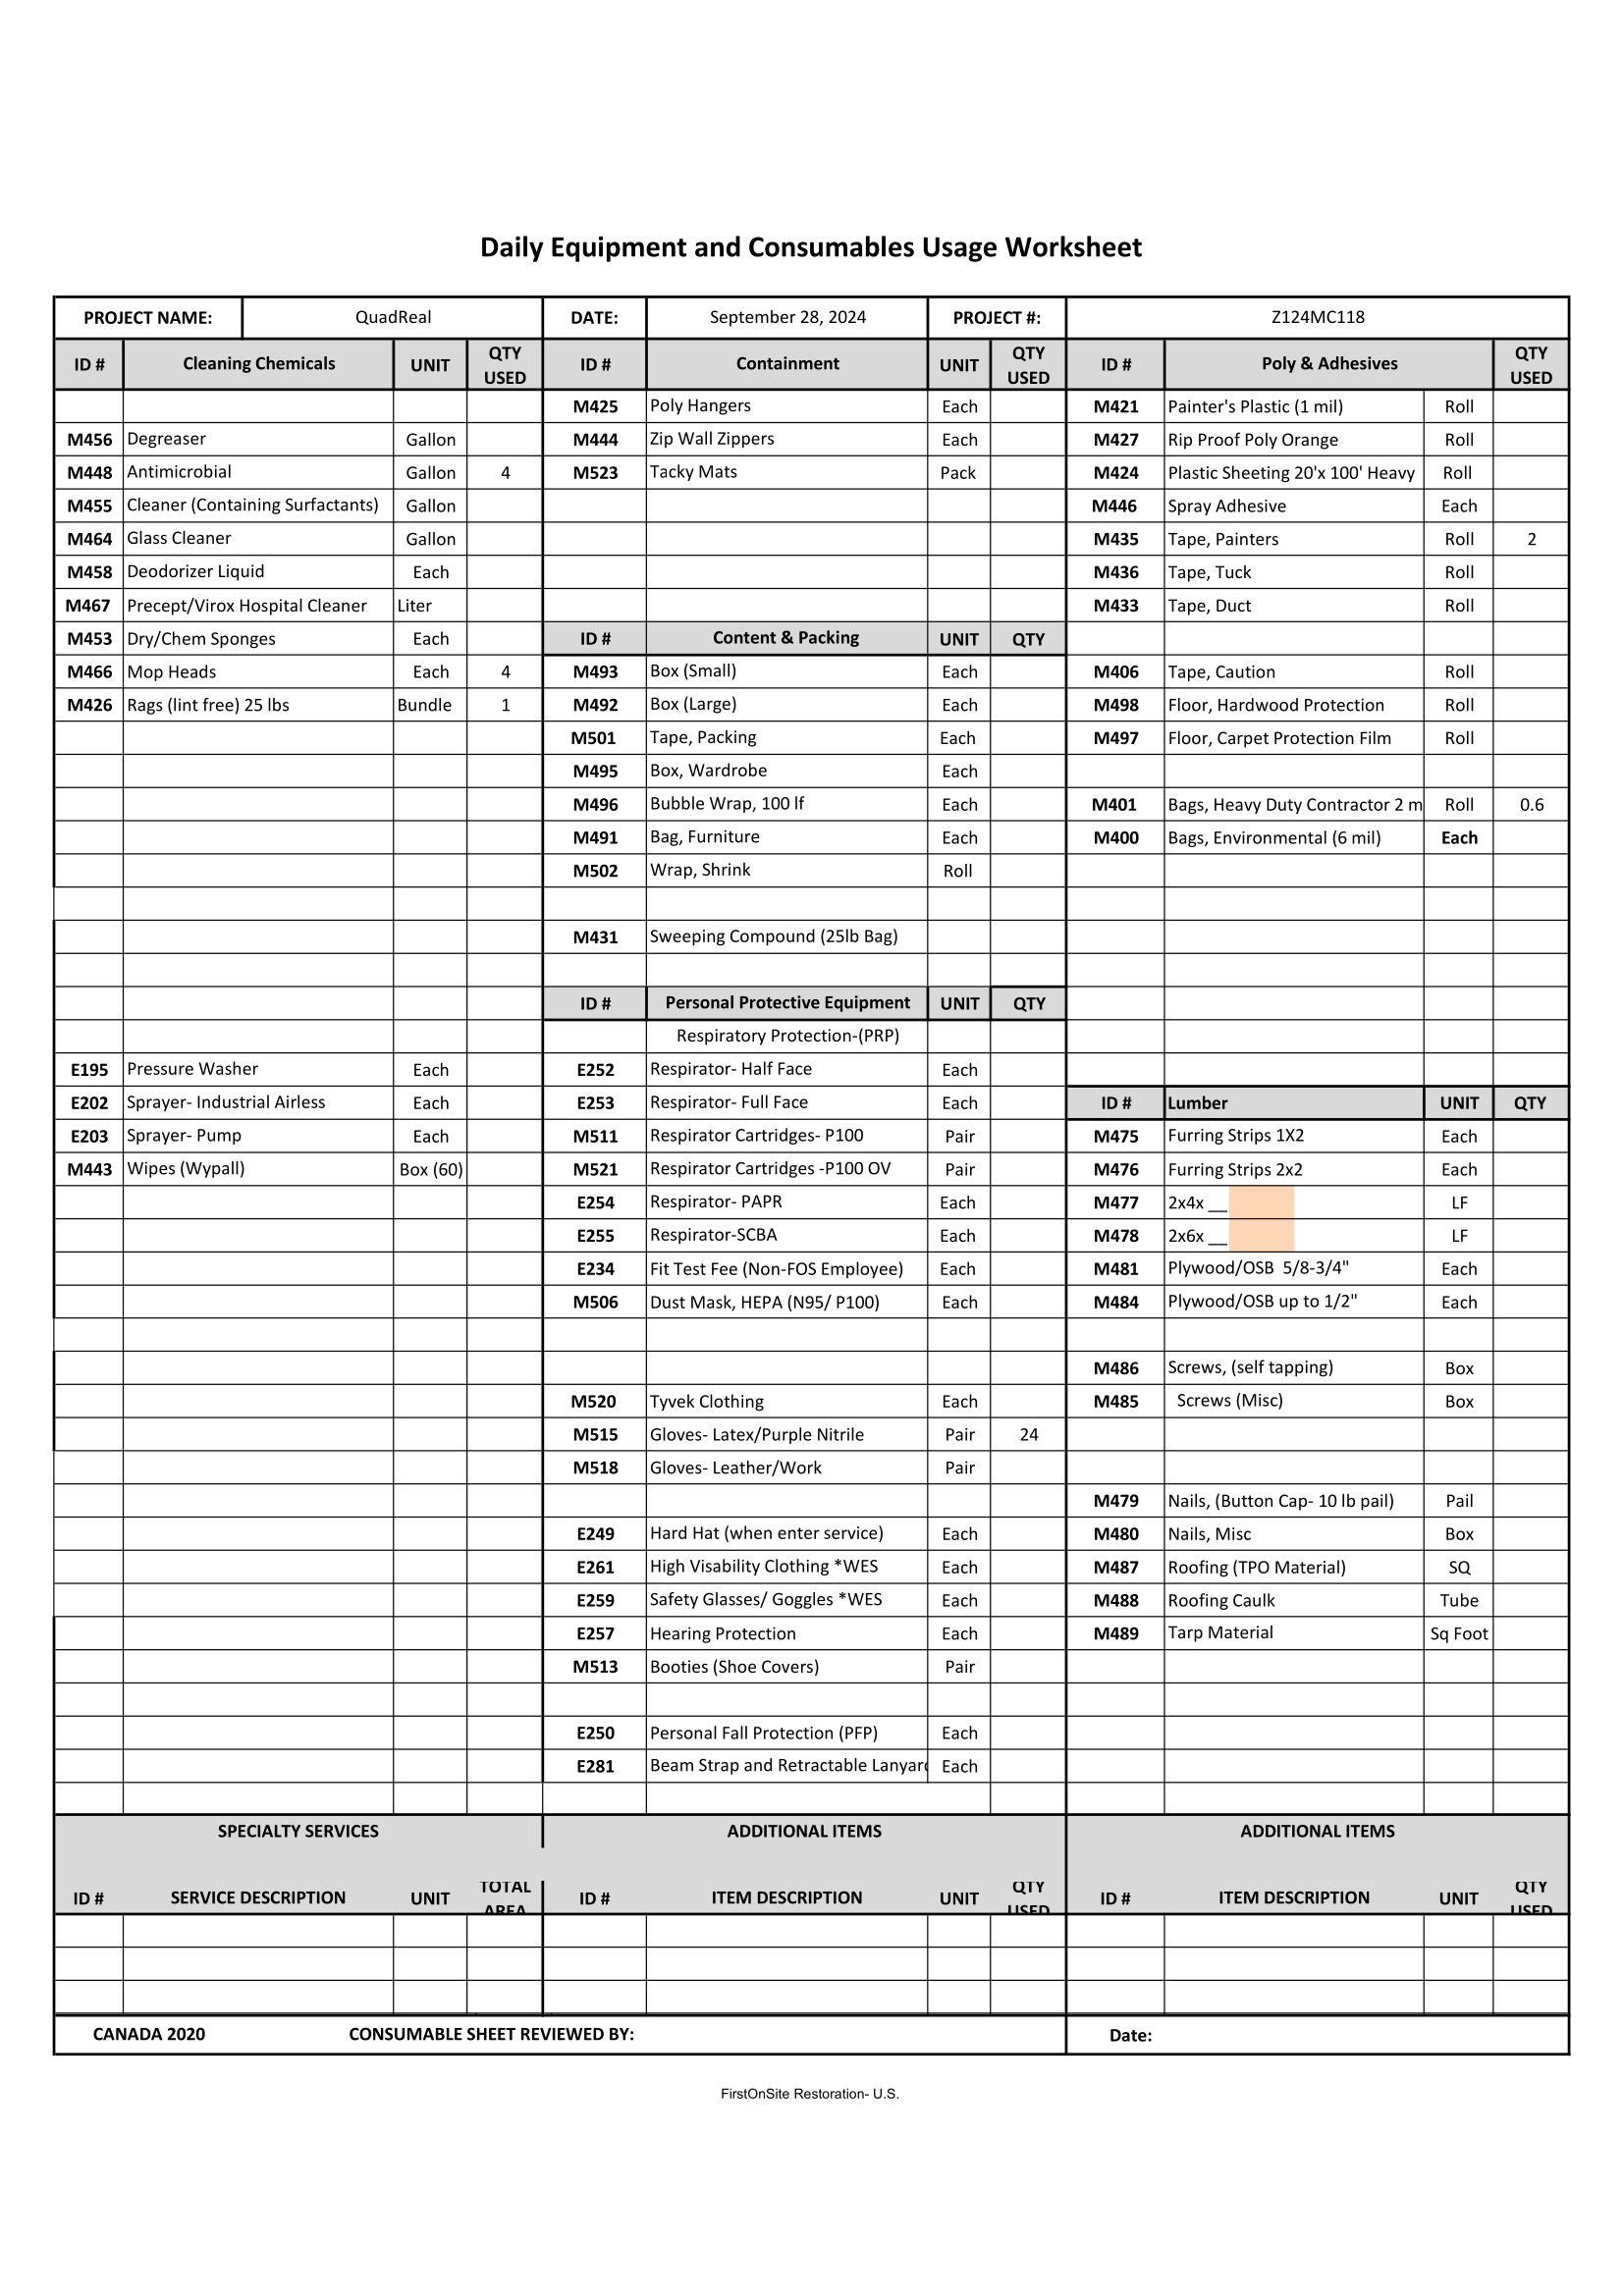 Daily Equipment and Consumables Usage Worksheet
PROJECT NAME: QuadReal DATE: September 28, 2024 PROJECT #: Z124MC118
ID # Cleaning Chemicals UNIT QTY USED ID # Containment UNIT QTY USED ID # Poly & Adhesives QTY USED
M425 Poly Hangers Each M421 Painter's Plastic (1 mil) Roll
M456 Degreaser Gallon M444 Zip Wall Zippers Each M427 Rip Proof Poly Orange Roll
M448 Antimicrobial Gallon 4 M523 Tacky Mats Pack M424 Plastic Sheeting 20'x 100' Heavy Roll
M455 Cleaner (Containing Surfactants) Gallon M446 Spray Adhesive Each
M464 Glass Cleaner Gallon M435 Tape, Painters Roll 2
M458 Deodorizer Liquid Each M436 Tape, Tuck Roll
M467 Precept/Virox Hospital Cleaner Liter M433 Tape, Duct Roll
M453 Dry/Chem Sponges Each ID # Content & Packing UNIT QTY
M466 Mop Heads Each 4 M493 Box (Small) Each M406 Tape, Caution Roll
M426 Rags (lint free) 25 lbs Bundle 1 M492 Box (Large) Each M498 Floor, Hardwood Protection Roll
M501 Tape, Packing Each M497 Floor, Carpet Protection Film Roll
M495 Box, Wardrobe Each
M496 Bubble Wrap, 100 lf Each M401 Bags, Heavy Duty Contractor 2 m Roll 0.6
M491 Bag, Furniture Each M400 Bags, Environmental (6 mil) Each
M502 Wrap, Shrink Roll
M431 Sweeping Compound (25lb Bag)
ID # Personal Protective Equipment UNIT QTY
Respiratory Protection-(PRP)
E195 Pressure Washer Each E252 Respirator- Half Face Each
E202 Sprayer- Industrial Airless Each E253 Respirator- Full Face Each ID # Lumber UNIT QTY
E203 Sprayer- Pump Each M511 Respirator Cartridges- P100 Pair M475 Furring Strips 1X2 Each
M443 Wipes (Wypall) Box (60) M521 Respirator Cartridges -P100 OV Pair M476 Furring Strips 2x2 Each
E254 Respirator- PAPR Each M477 2x4x __ LF
E255 Respirator-SCBA Each M478 2x6x __ LF
E234 Fit Test Fee (Non-FOS Employee) Each M481 Plywood/OSB 5/8-3/4" Each
M506 Dust Mask, HEPA (N95/ P100) Each M484 Plywood/OSB up to 1/2" Each
M486 Screws, (self tapping) Box
M520 Tyvek Clothing Each M485 Screws (Misc) Box
M515 Gloves- Latex/Purple Nitrile Pair 24
M518 Gloves- Leather/Work Pair
M479 Nails, (Button Cap- 10 lb pail) Pail
E249 Hard Hat (when enter service) Each M480 Nails, Misc Box
E261 High Visability Clothing *WES Each M487 Roofing (TPO Material) SQ
E259 Safety Glasses/ Goggles *WES Each M488 Roofing Caulk Tube
E257 Hearing Protection Each M489 Tarp Material Sq Foot
M513 Booties (Shoe Covers) Pair
E250 Personal Fall Protection (PFP) Each
E281 Beam Strap and Retractable Lanyard Each
SPECIALTY SERVICES ADDITIONAL ITEMS ADDITIONAL ITEMS
ID # SERVICE DESCRIPTION UNIT TOTAL AREA ID # ITEM DESCRIPTION UNIT QTY USED ID # ITEM DESCRIPTION UNIT QTY USED
CANADA 2020 CONSUMABLE SHEET REVIEWED BY: Date:
FirstOnSite Restoration- U.S.